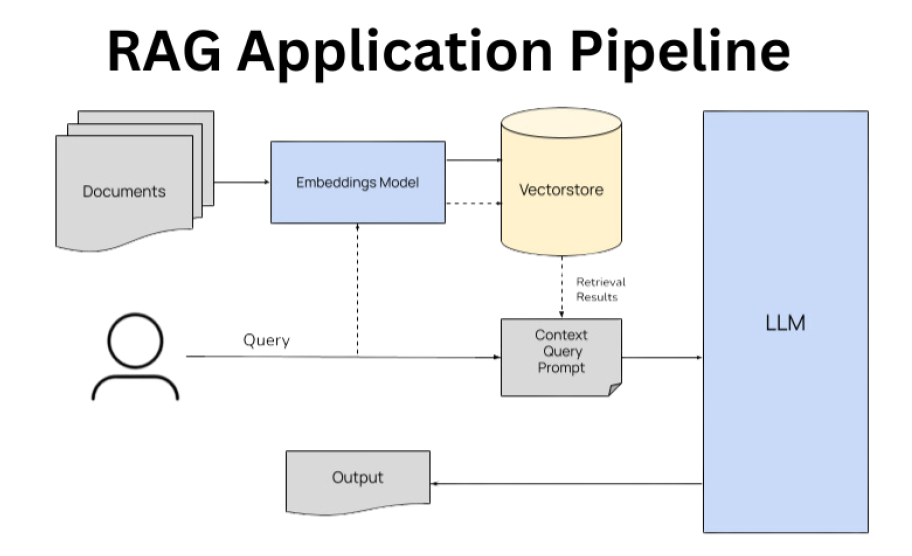 RAG Application Pipeline
Documents
Embeddings Model
Vectorstore
Retrieval
Results
Query
Context
Query
Prompt
LLM
Output